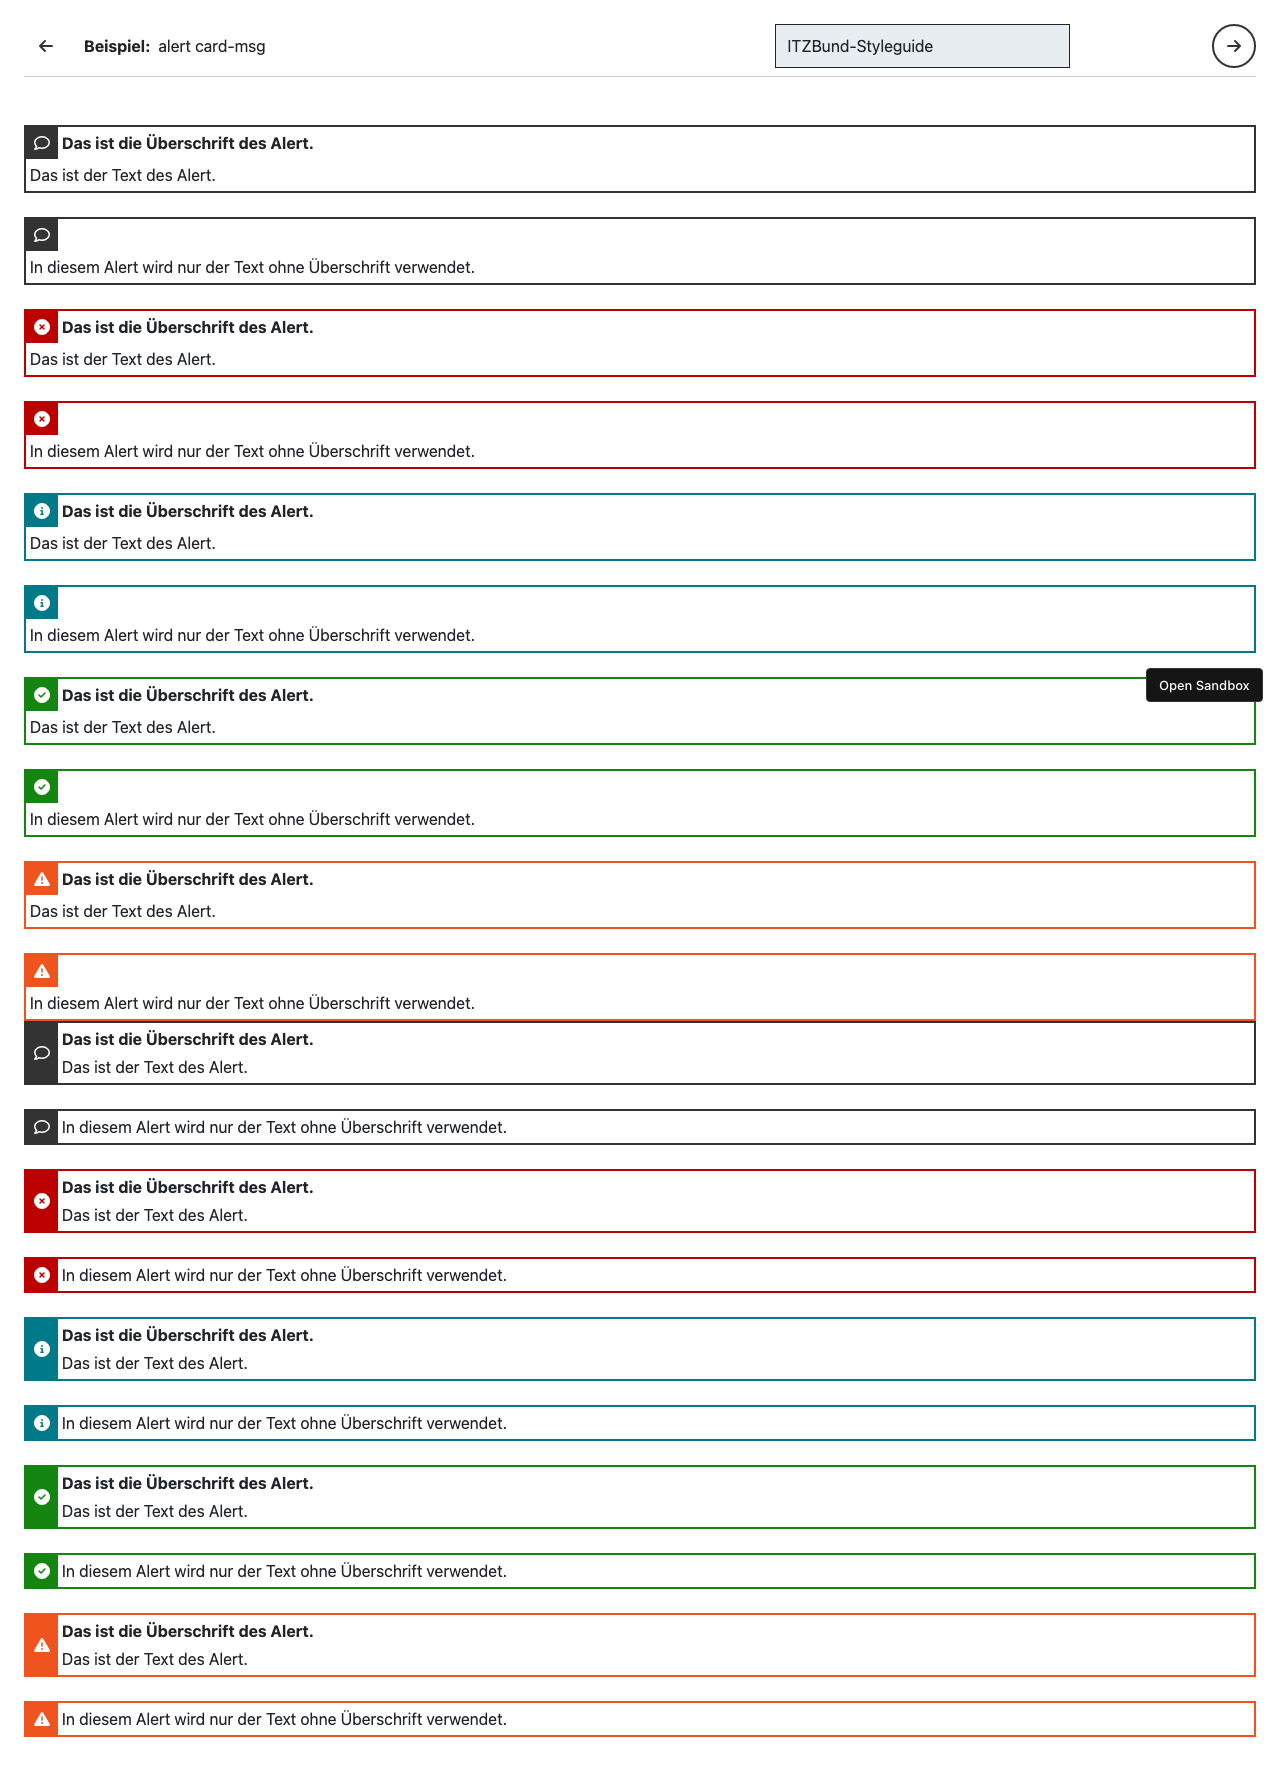 Beispiel: alert card-msg
ITZBund-Styleguide
Das ist die Überschrift des Alert.
Das ist der Text des Alert.
In diesem Alert wird nur der Text ohne Überschrift verwendet.
Das ist die Überschrift des Alert.
Das ist der Text des Alert.
In diesem Alert wird nur der Text ohne Überschrift verwendet.
Das ist die Überschrift des Alert.
Das ist der Text des Alert.
In diesem Alert wird nur der Text ohne Überschrift verwendet.
Das ist die Überschrift des Alert.
Open Sandbox
Das ist der Text des Alert.
In diesem Alert wird nur der Text ohne Überschrift verwendet.
Das ist die Überschrift des Alert.
Das ist der Text des Alert.
In diesem Alert wird nur der Text ohne Überschrift verwendet.
Das ist die Überschrift des Alert.
Das ist der Text des Alert.
In diesem Alert wird nur der Text ohne Überschrift verwendet.
Das ist die Überschrift des Alert.
Das ist der Text des Alert.
In diesem Alert wird nur der Text ohne Überschrift verwendet.
Das ist die Überschrift des Alert.
Das ist der Text des Alert.
In diesem Alert wird nur der Text ohne Überschrift verwendet.
Das ist die Überschrift des Alert.
Das ist der Text des Alert.
In diesem Alert wird nur der Text ohne Überschrift verwendet.
Das ist die Überschrift des Alert.
Das ist der Text des Alert.
In diesem Alert wird nur der Text ohne Überschrift verwendet.